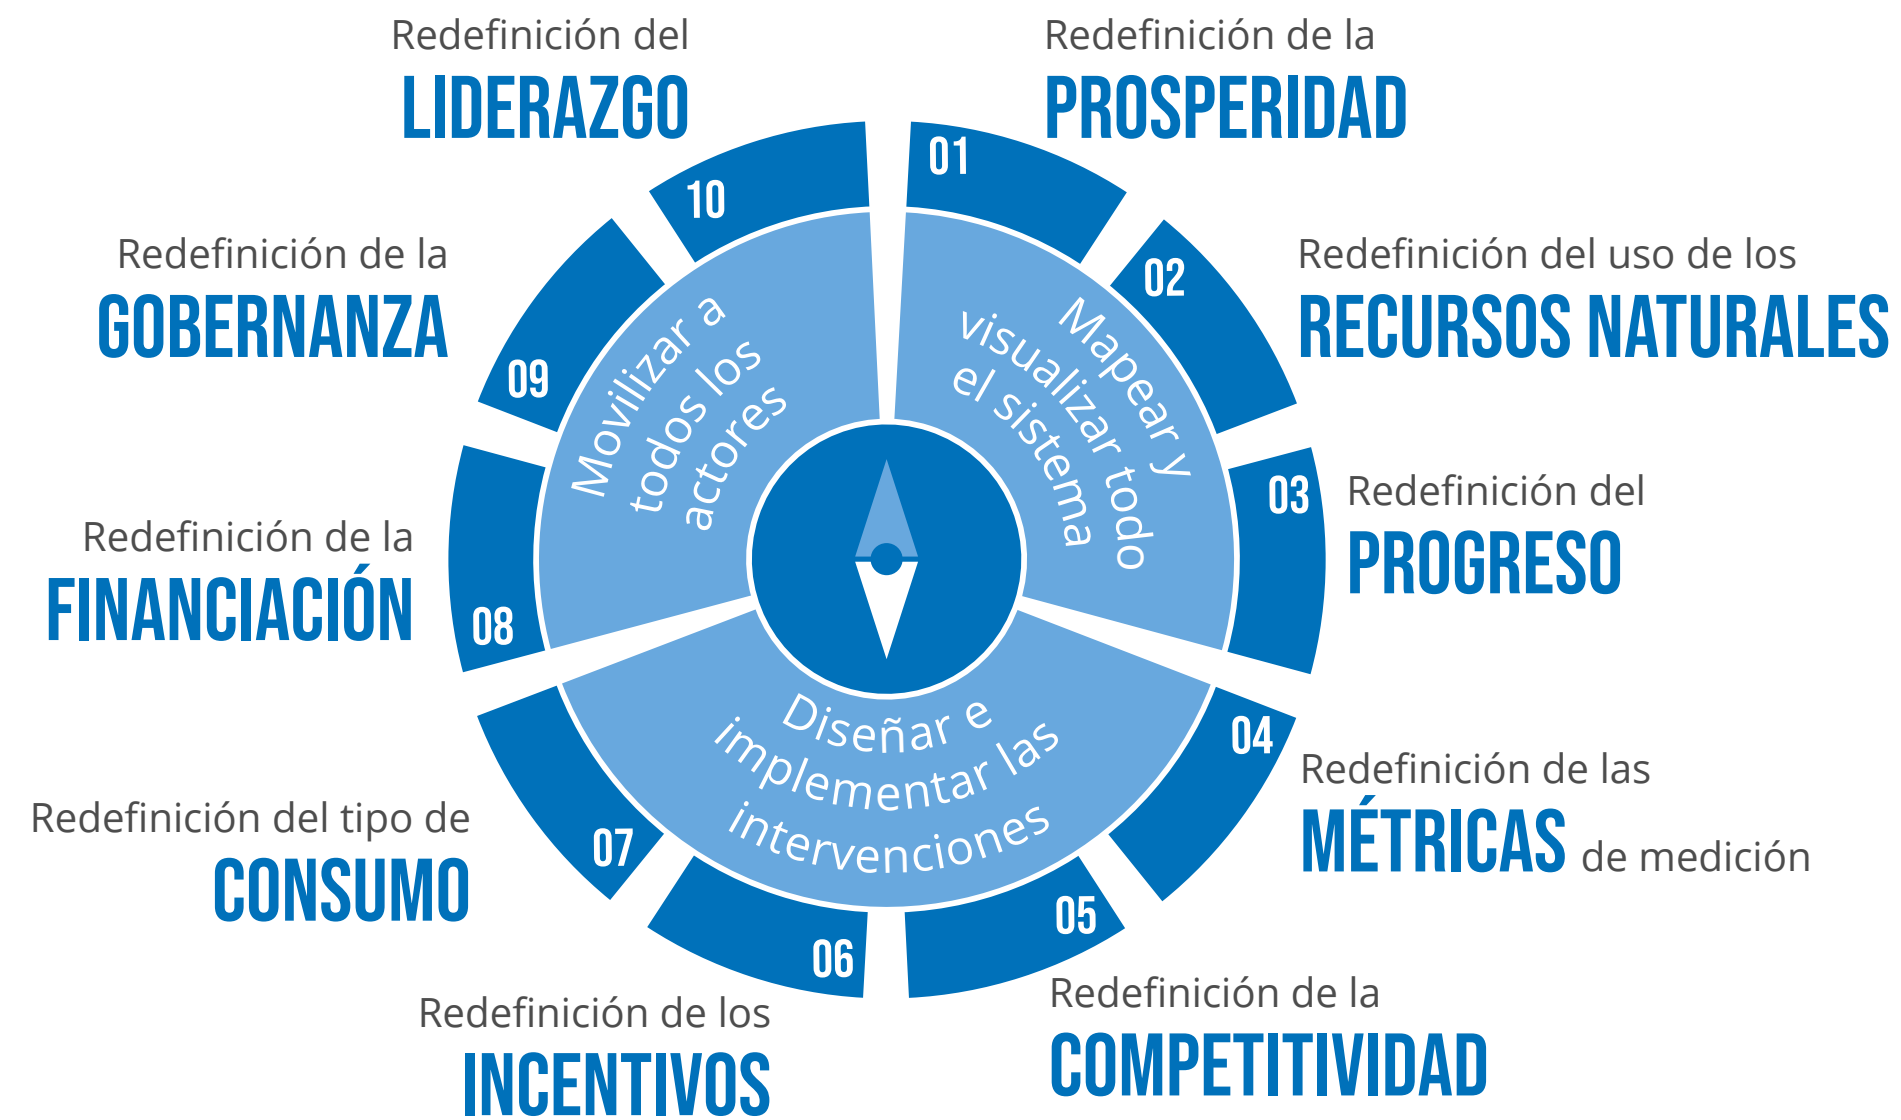 Redefinición de la
PROSPERIDAD
01
Redefinición del uso de los
RECURSOS NATURALES
02
Redefinición del
PROGRESO
03
Redefinición de las
MÉTRICAS de medición
04
Redefinición de la
COMPETITIVIDAD
05
Redefinición de los
INCENTIVOS
06
Redefinición del tipo de
CONSUMO
07
Redefinición de la
FINANCIACIÓN
08
Redefinición de la
GOBERNANZA
09
Redefinición del
LIDERAZGO
10
Mapear y
visualizar todo
el sistema
Diseñar e
implementar las
intervenciones
Movilizar a
todos los
actores